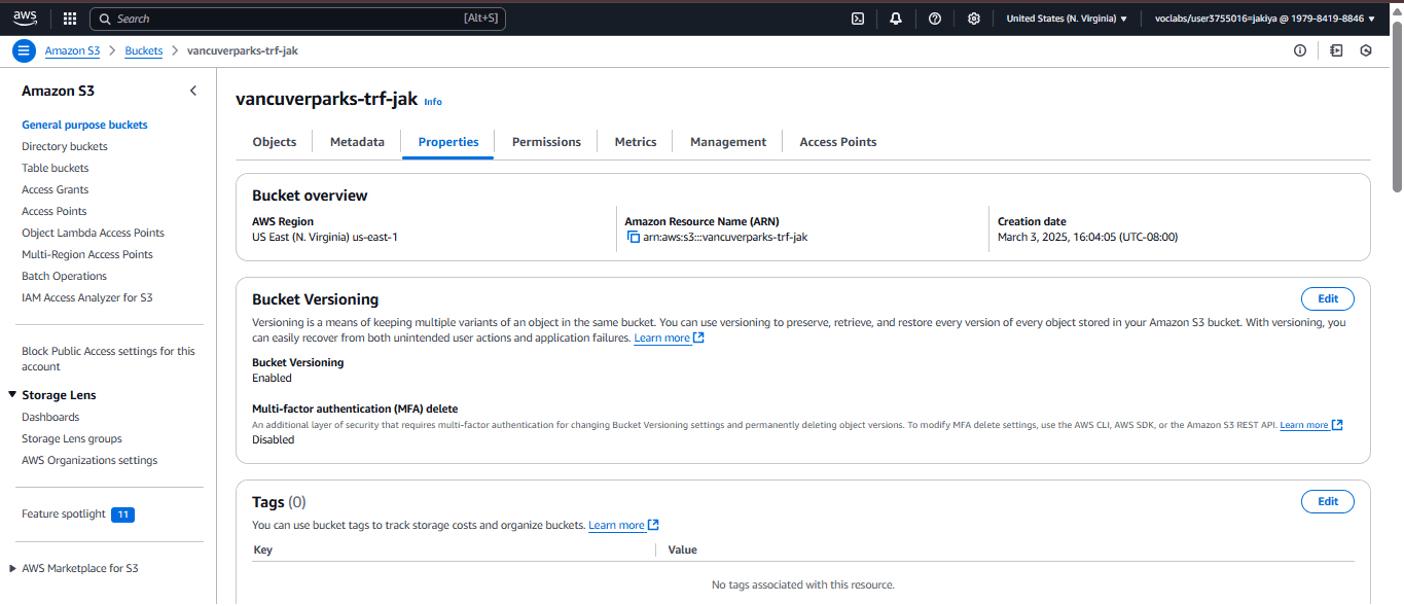 aws
Search [Alt+S]
United States (N. Virginia) ▼
voclabs/user3755016=jakiya @ 1979-8419-8846 ▼
Amazon S3 > Buckets > vancuverparks-trf-jak
Amazon S3
General purpose buckets
Directory buckets
Table buckets
Access Grants
Access Points
Object Lambda Access Points
Multi-Region Access Points
Batch Operations
IAM Access Analyzer for S3
Block Public Access settings for this
account
Storage Lens
Dashboards
Storage Lens groups
AWS Organizations settings
Feature spotlight 11
AWS Marketplace for S3
vancuverparks-trf-jak Info
Objects Metadata Properties Permissions Metrics Management Access Points
Bucket overview
AWS Region
US East (N. Virginia) us-east-1
Amazon Resource Name (ARN)
arn:aws:s3:::vancuverparks-trf-jak
Creation date
March 3, 2025, 16:04:05 (UTC-08:00)
Bucket Versioning
Edit
Versioning is a means of keeping multiple variants of an object in the same bucket. You can use versioning to preserve, retrieve, and restore every version of every object stored in your Amazon S3 bucket. With versioning, you
can easily recover from both unintended user actions and application failures. Learn more
Bucket Versioning
Enabled
Multi-factor authentication (MFA) delete
An additional layer of security that requires multi-factor authentication for changing Bucket Versioning settings and permanently deleting object versions. To modify MFA delete settings, use the AWS CLI, AWS SDK, or the Amazon S3 REST API. Learn more
Disabled
Tags (0)
Edit
You can use bucket tags to track storage costs and organize buckets. Learn more
Key Value
No tags associated with this resource.